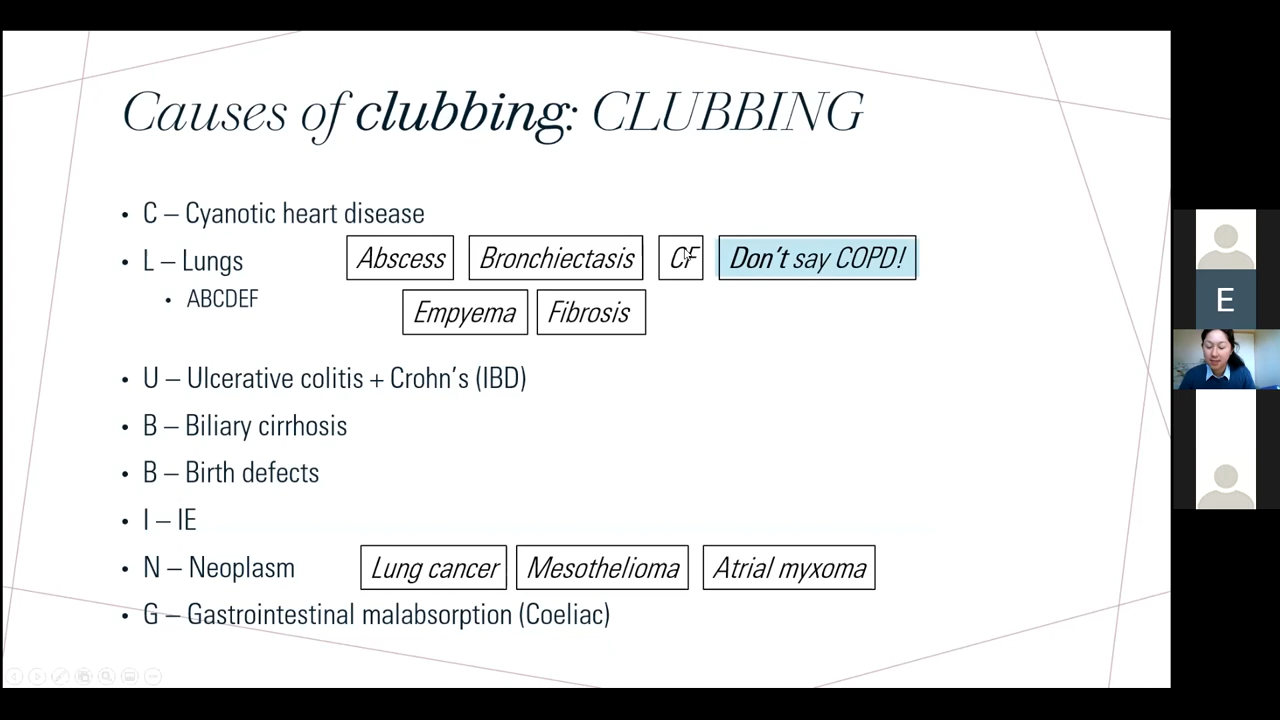 Causes of clubbing: CLUBBING
• C – Cyanotic heart disease
• L – Lungs
Abscess Bronchiectasis CF Don't say COPD!
• ABCDEF
Empyema Fibrosis
• U – Ulcerative colitis + Crohn's (IBD)
• B – Biliary cirrhosis
• B – Birth defects
• I – IE
• N – Neoplasm
Lung cancer Mesothelioma Atrial myxoma
• G – Gastrointestinal malabsorption (Coeliac)
E